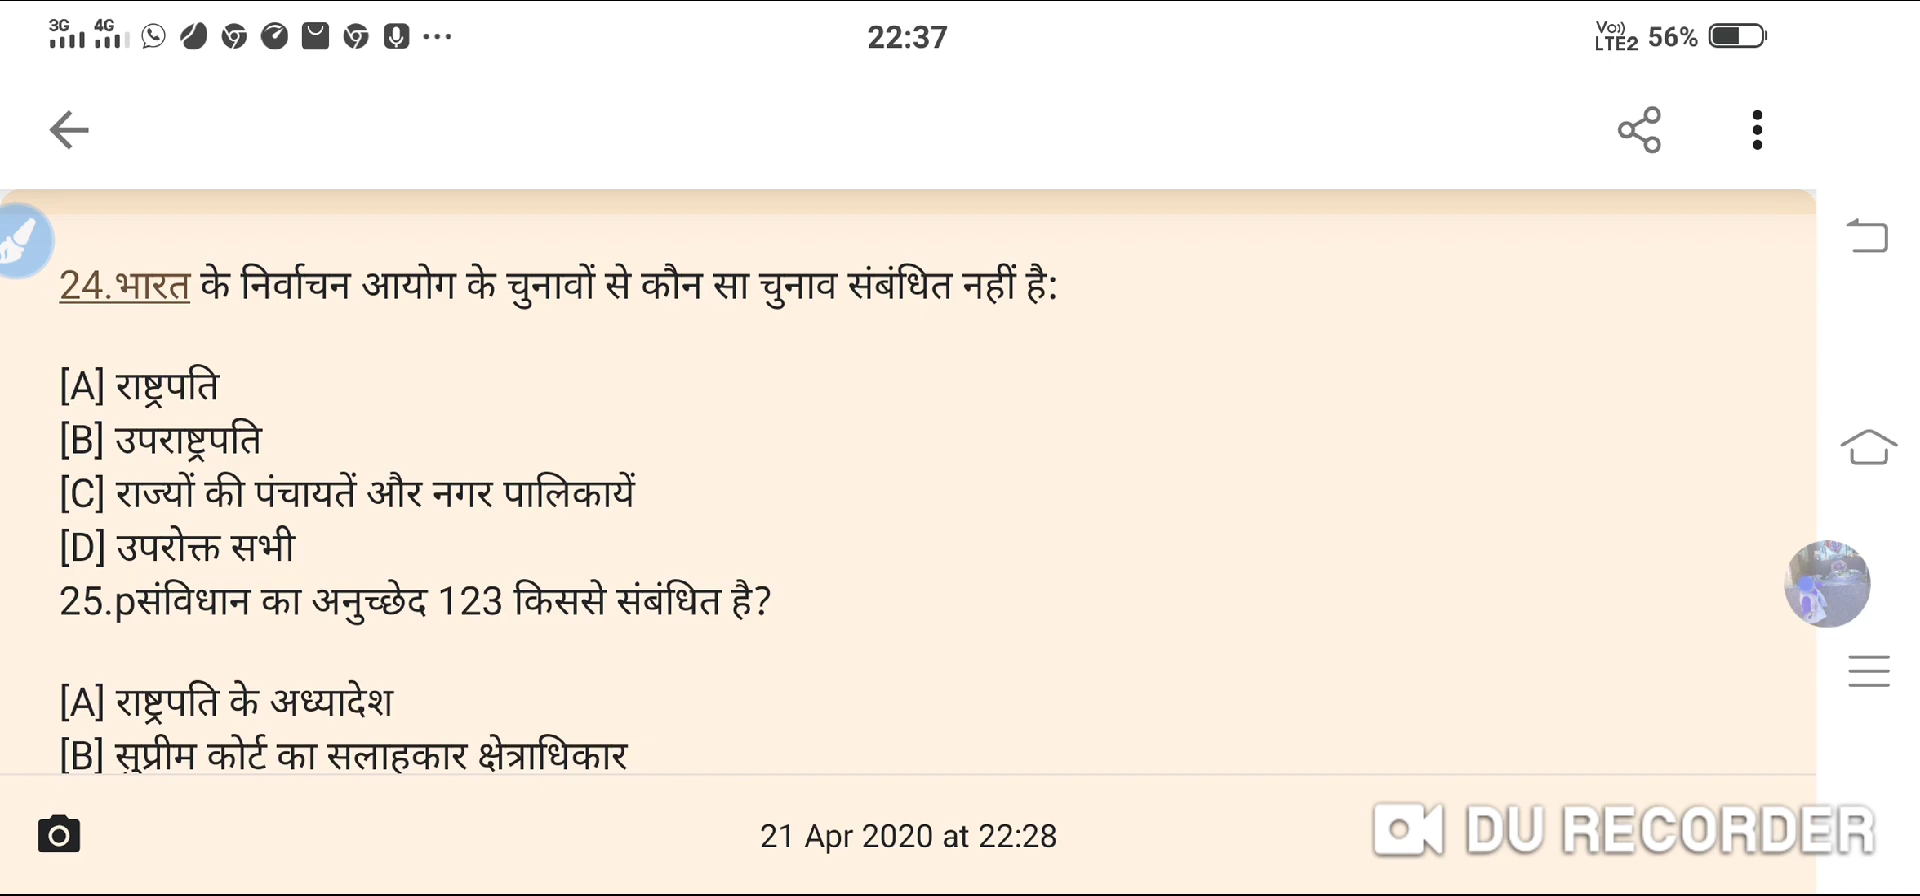 3G 4G 22:37 Vo)) LTE2 56%
24.भारत के निर्वाचन आयोग के चुनावों से कौन सा चुनाव संबंधित नहीं है:
[A] राष्ट्रपति
[B] उपराष्ट्रपति
[C] राज्यों की पंचायतें और नगर पालिकायें
[D] उपरोक्त सभी
25.pसंविधान का अनुच्छेद 123 किससे संबंधित है?
[A] राष्ट्रपति के अध्यादेश
[B] सुप्रीम कोर्ट का सलाहकार क्षेत्राधिकार
21 Apr 2020 at 22:28
DU RECORDER